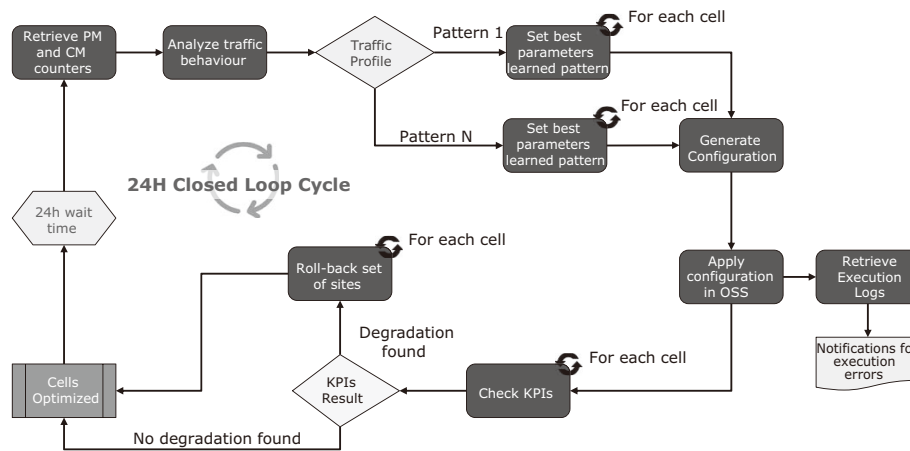 Retrieve PM
and CM
counters
Analyze traffic
behaviour
Traffic
Profile
Pattern 1
Set best
parameters
learned pattern
For each cell
Pattern N
Set best
parameters
learned pattern
For each cell
Generate
Configuration
24H Closed Loop Cycle
24h wait
time
Roll-back set
of sites
For each cell
Apply
configuration
in OSS
Retrieve
Execution
Logs
Notifications fo
execution
errors
Degradation
found
For each cell
Check KPIs
KPIs
Result
Cells
Optimized
No degradation found